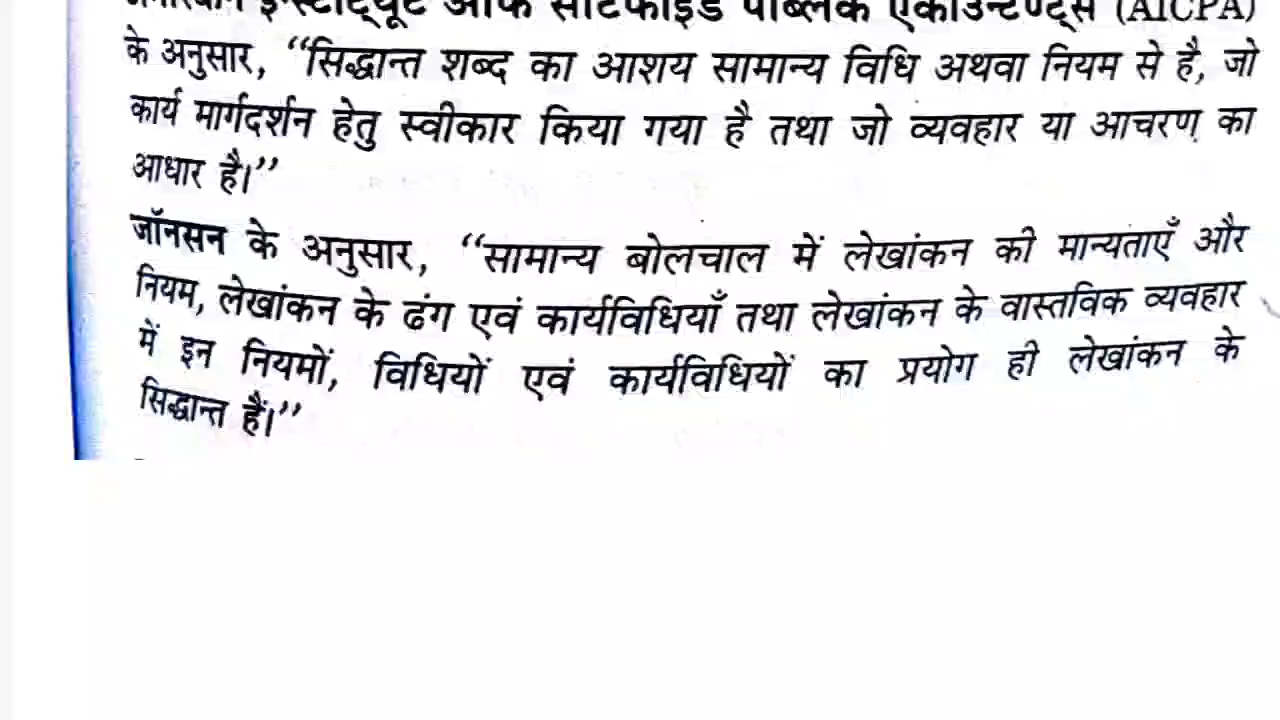 इन्स्टीट्यूट ऑफ सर्टिफाइड पब्लिक एकाउन्टेण्ट्स (AICPA)
के अनुसार, ‘‘सिद्धान्त शब्द का आशय सामान्य विधि अथवा नियम से है, जो
कार्य मार्गदर्शन हेतु स्वीकार किया गया है तथा जो व्यवहार या आचरण का
आधार है।’’
जॉनसन के अनुसार, ‘‘सामान्य बोलचाल में लेखांकन की मान्यताएँ और
नियम, लेखांकन के ढंग एवं कार्यविधियाँ तथा लेखांकन के वास्तविक व्यवहार
में इन नियमों, विधियों एवं कार्यविधियों का प्रयोग ही लेखांकन के
सिद्धान्त हैं।’’